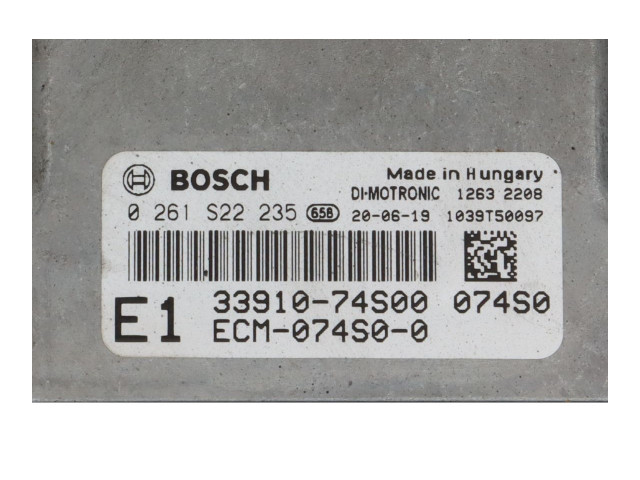 BOSCH Made in Hungary
DI-MOTRONIC 1263 2208
0 261 S22 235 658 20-06-19 1039T50097
E1 33910-74S00 074S0
ECM-074S0-0